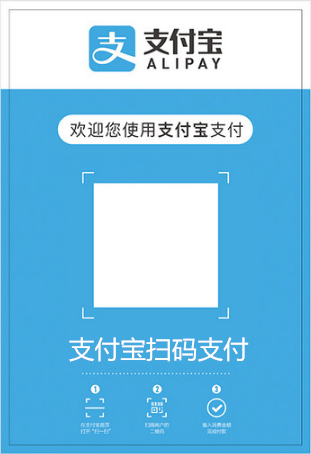 支 支付宝
ALIPAY
欢迎您使用支付宝支付
支付宝扫码支付
1 2 3
在支付宝首页 扫描商户的 输入消费金额
打开“扫一扫” 二维码 完成付款